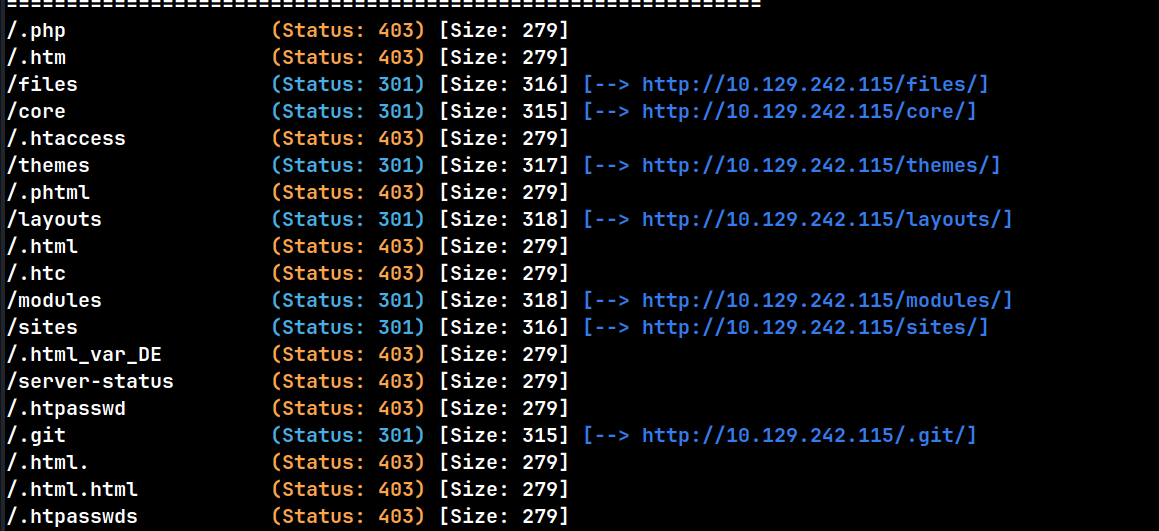 ===============================================================
/.php                 (Status: 403) [Size: 279]
/.htm                 (Status: 403) [Size: 279]
/files                (Status: 301) [Size: 316] [--> http://10.129.242.115/files/]
/core                 (Status: 301) [Size: 315] [--> http://10.129.242.115/core/]
/.htaccess            (Status: 403) [Size: 279]
/themes               (Status: 301) [Size: 317] [--> http://10.129.242.115/themes/]
/.phtml               (Status: 403) [Size: 279]
/layouts              (Status: 301) [Size: 318] [--> http://10.129.242.115/layouts/]
/.html                (Status: 403) [Size: 279]
/.htc                 (Status: 403) [Size: 279]
/modules              (Status: 301) [Size: 318] [--> http://10.129.242.115/modules/]
/sites                (Status: 301) [Size: 316] [--> http://10.129.242.115/sites/]
/.html_var_DE         (Status: 403) [Size: 279]
/server-status        (Status: 403) [Size: 279]
/.htpasswd            (Status: 403) [Size: 279]
/.git                 (Status: 301) [Size: 315] [--> http://10.129.242.115/.git/]
/.html.               (Status: 403) [Size: 279]
/.html.html           (Status: 403) [Size: 279]
/.htpasswds           (Status: 403) [Size: 279]